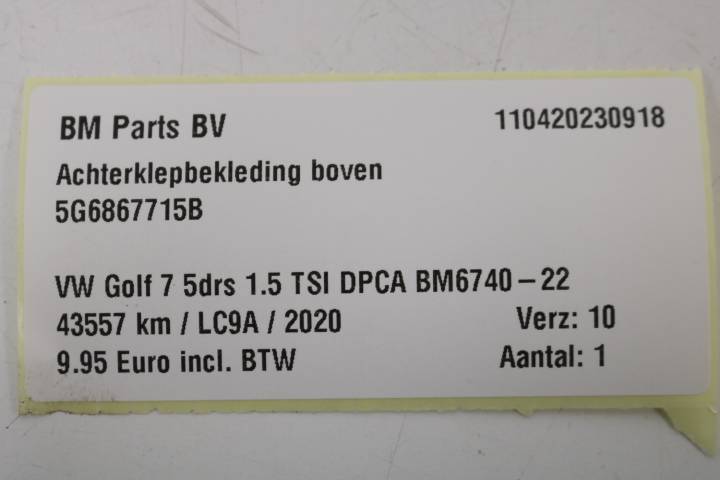 BM Parts BV 110420230918
Achterklepbekleding boven
5G6867715B
VW Golf 7 5drs 1.5 TSI DPCA BM6740-22
43557 km / LC9A / 2020 Verz: 10
9.95 Euro incl. BTW Aantal: 1